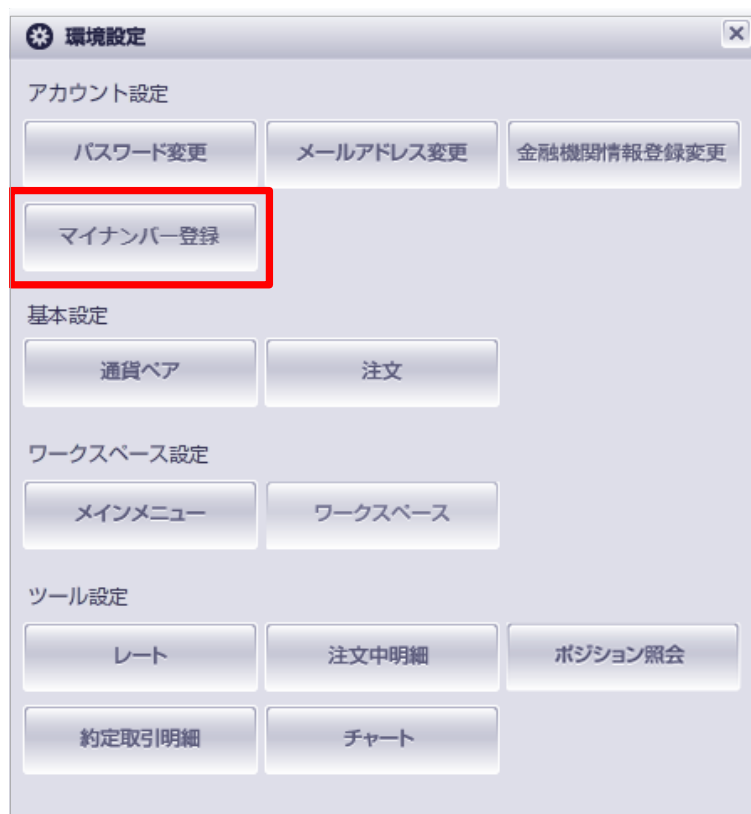 環境設定
アカウント設定
パスワード変更 メールアドレス変更 金融機関情報登録変更
マイナンバー登録
基本設定
通貨ペア 注文
ワークスペース設定
メインメニュー ワークスペース
ツール設定
レート 注文中明細 ポジション照会
約定取引明細 チャート